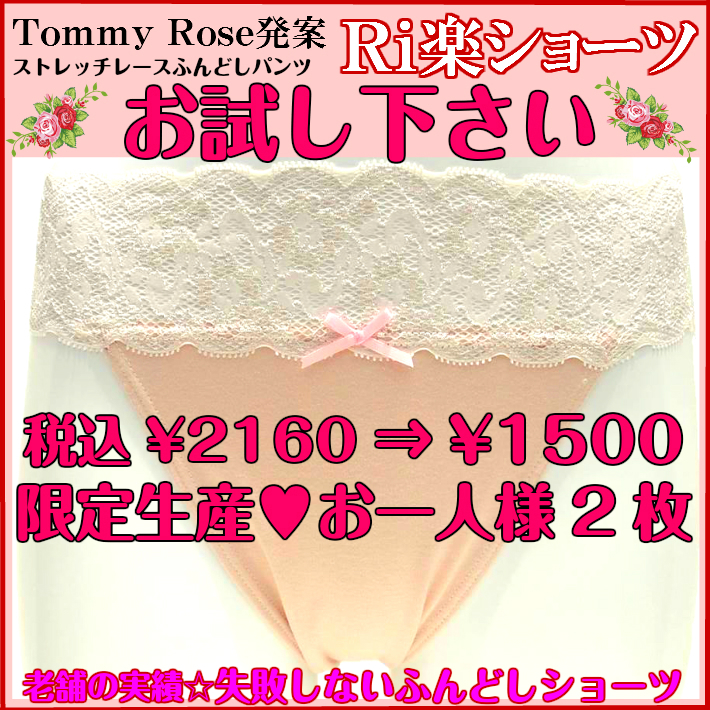 Tommy Rose発案
ストレッチレースふんどしパンツ
Ri楽ショーツ
お試し下さい
税込¥2160⇒¥1500
限定生産♥お一人様2枚
老舗の実績☆失敗しないふんどしショーツ